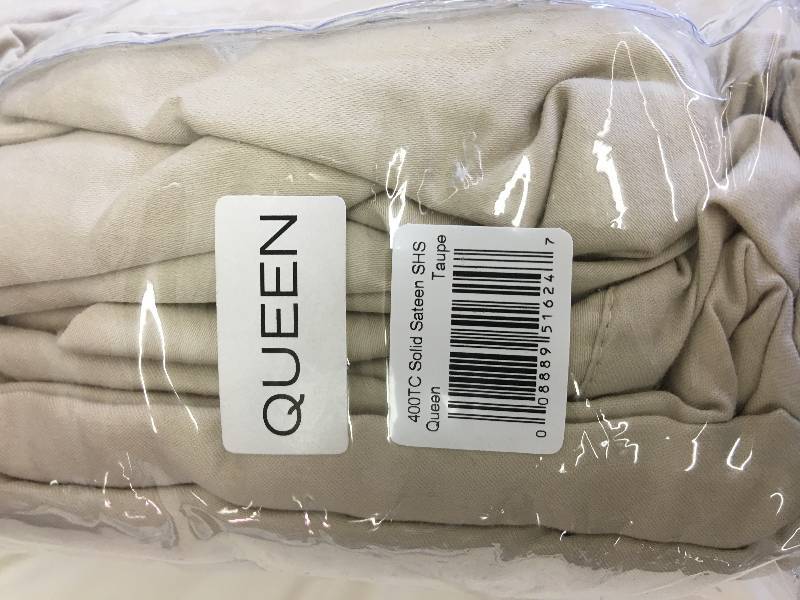 QUEEN
400TC Solid Sateen SHS
Queen Taupe
0 08889 51624 7